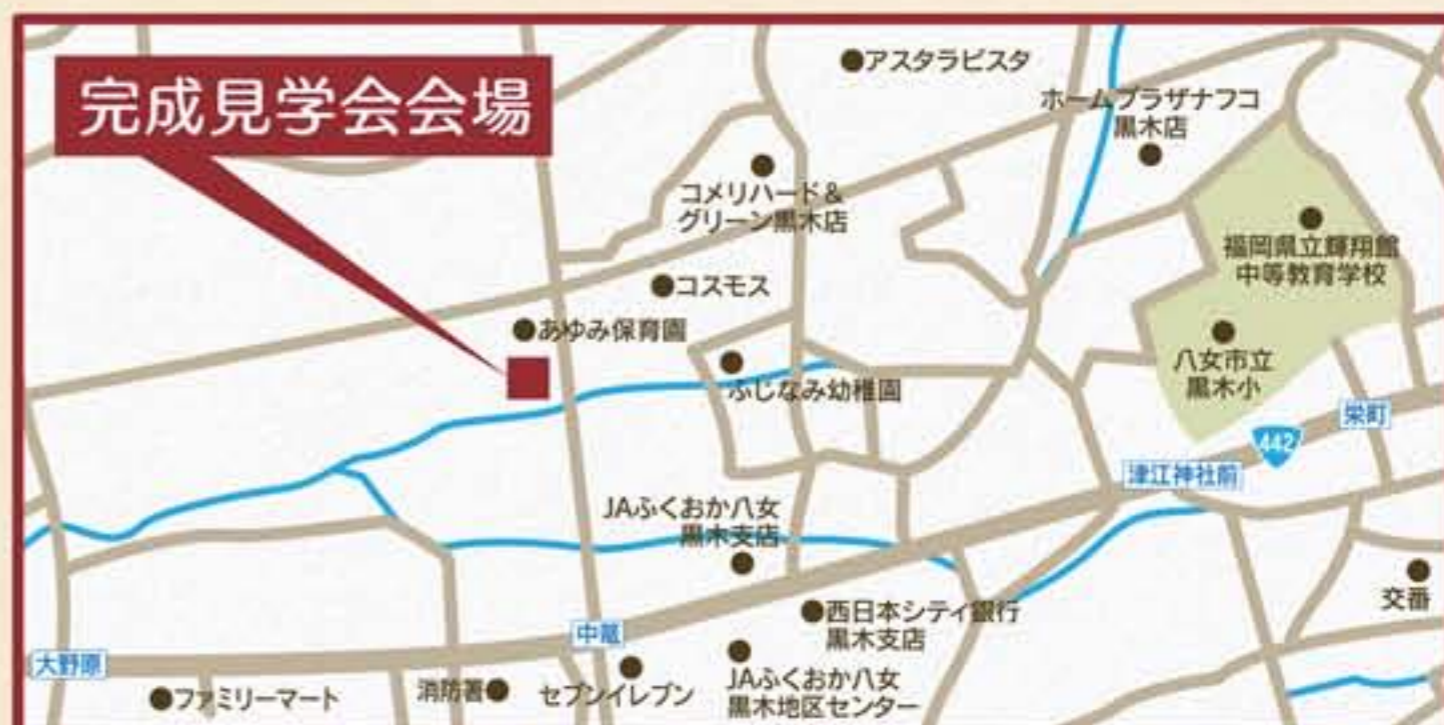 完成見学会会場
アスタラビスタ
ホームプラザナフコ
黒木店
コメリハード&
グリーン黒木店
福岡県立輝翔館
中等教育学校
コスモス
あゆみ保育園
八女市立
黒木小
ふじなみ幼稚園
栄町
442
津江神社前
JAふくおか八女
黒木支店
交番
西日本シティ銀行
黒木支店
中篭
大野原
ファミリーマート
消防署
セブンイレブン
JAふくおか八女
黒木地区センター